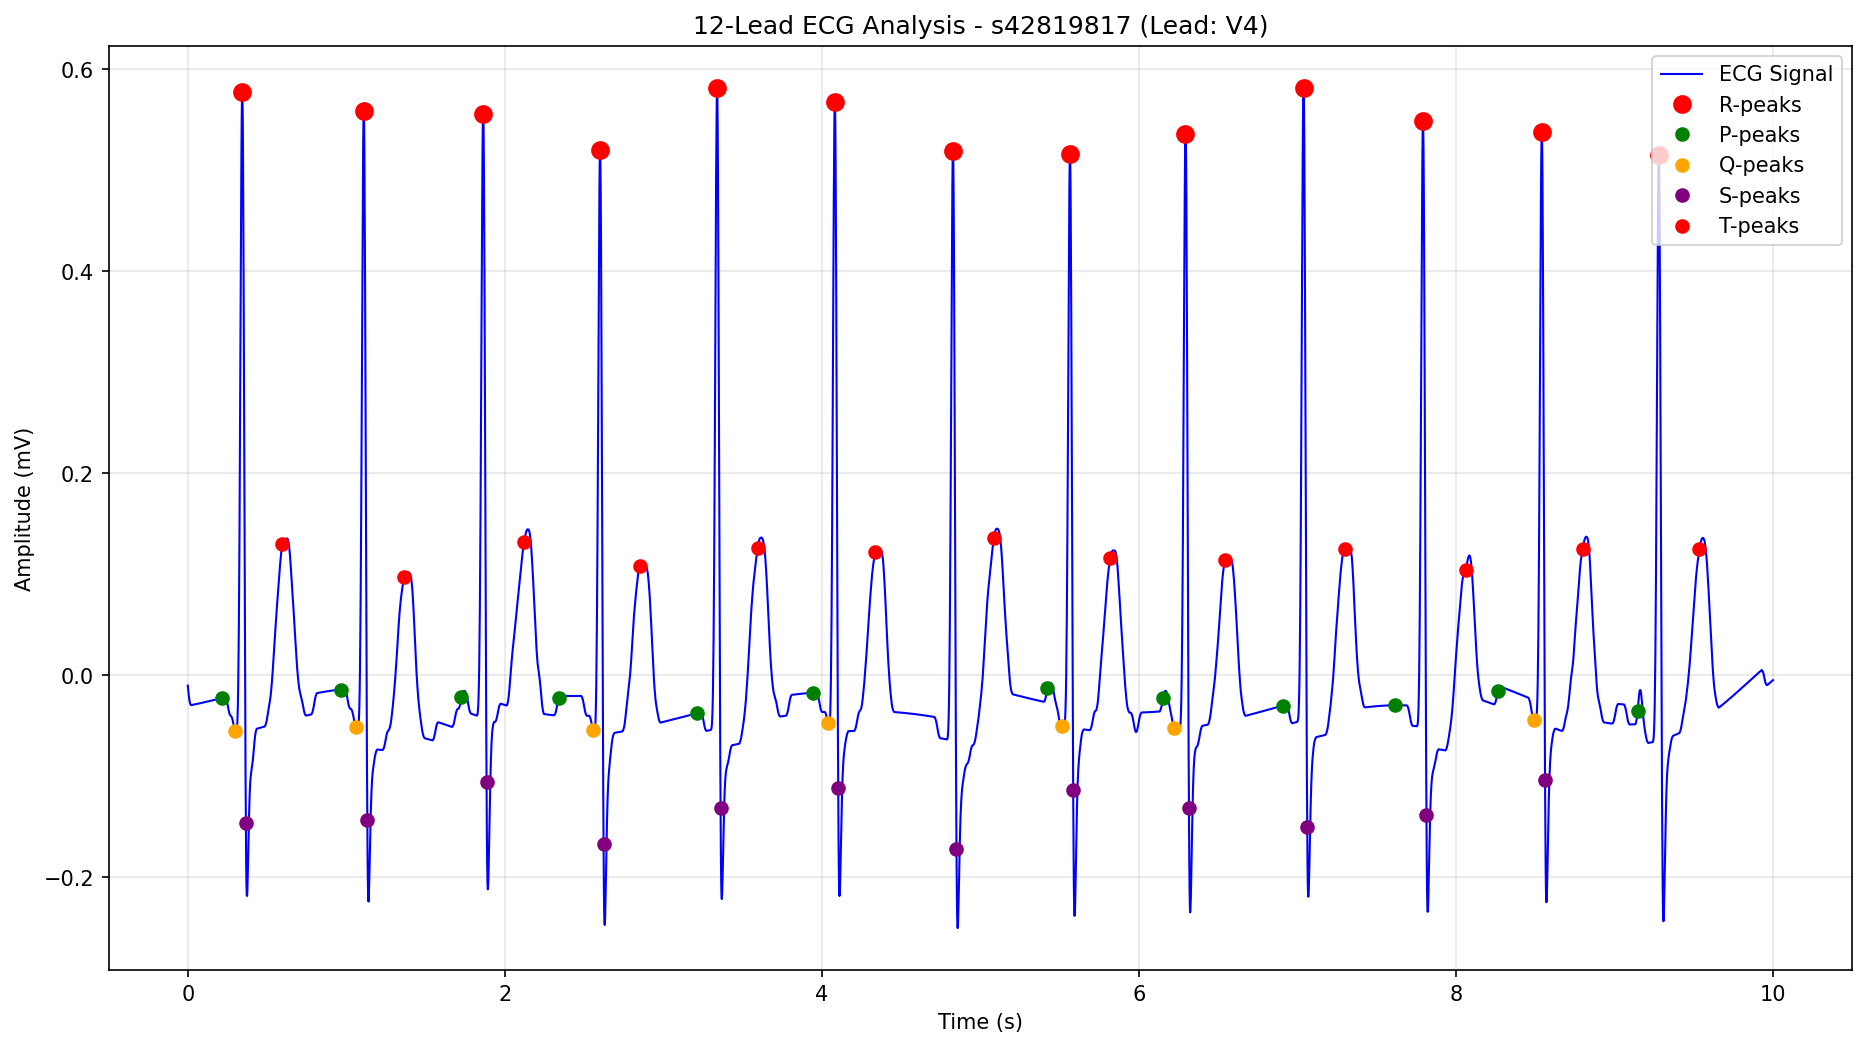 12-Lead ECG Analysis - s42819817 (Lead: V4)
ECG Signal
R-peaks
P-peaks
Q-peaks
S-peaks
T-peaks
Amplitude (mV)
0.6
0.4
0.2
0.0
−0.2
0 2 4 6 8 10
Time (s)